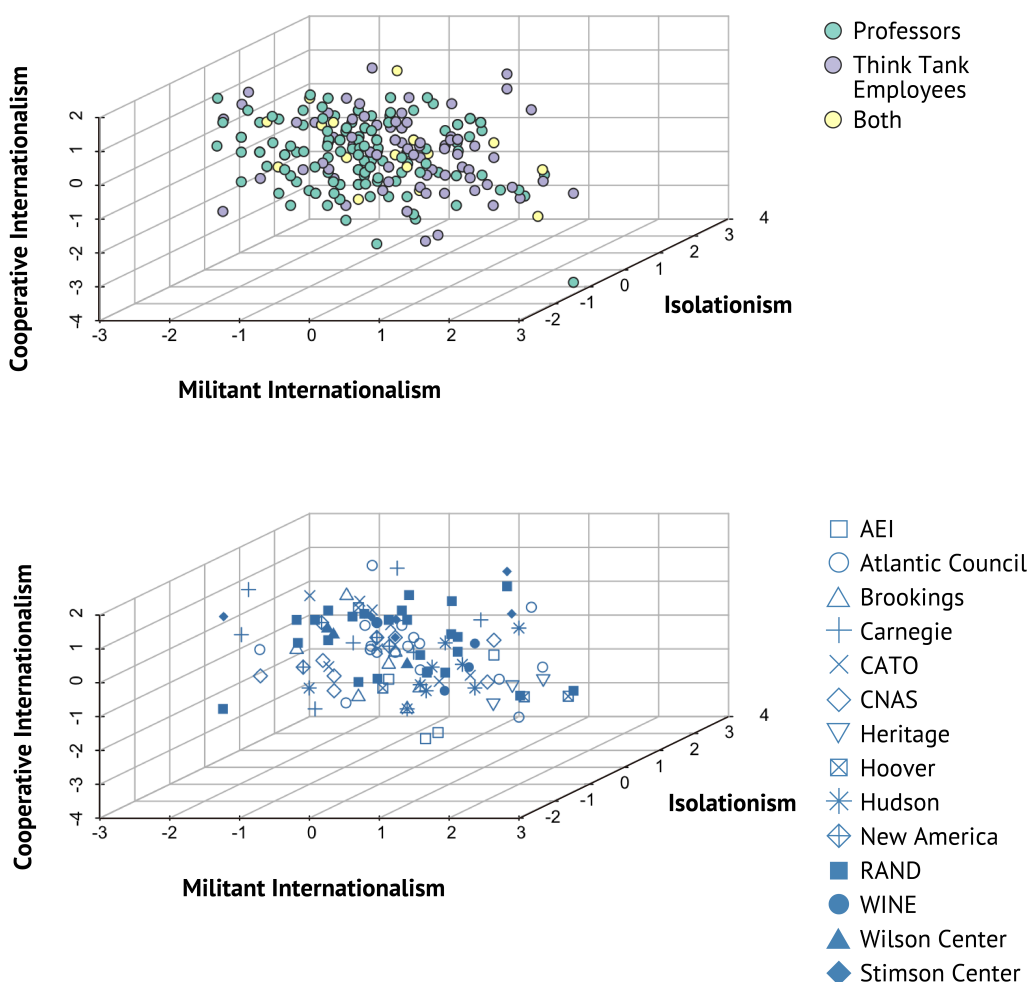 Professors
Think Tank
Employees
Both
Cooperative Internationalism
2
1
0
-1
-2
-3
-4
-3
-2
-1
0
1
2
3
-2
-1
0
1
2
3
4
Isolationism
Militant Internationalism
AEI
Atlantic Council
Brookings
Carnegie
CATO
CNAS
Heritage
Hoover
Hudson
New America
RAND
WINE
Wilson Center
Stimson Center
Cooperative Internationalism
2
1
0
-1
-2
-3
-4
-3
-2
-1
0
1
2
3
-2
-1
0
1
2
3
4
Isolationism
Militant Internationalism